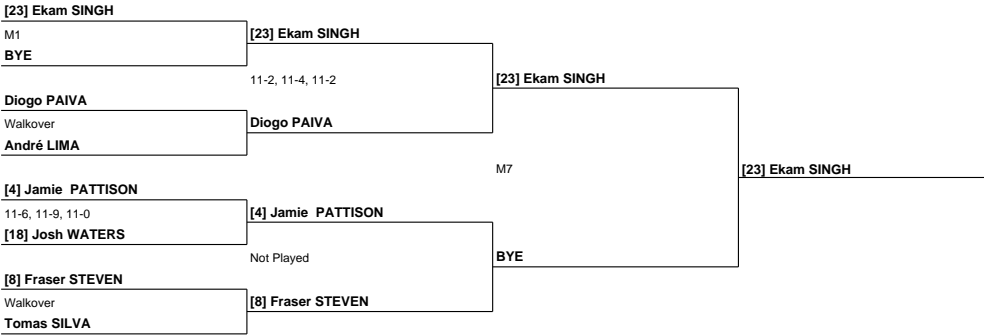 [23] Ekam SINGH
M1
BYE
[23] Ekam SINGH
11-2, 11-4, 11-2
[23] Ekam SINGH
Diogo PAIVA
Walkover
André LIMA
Diogo PAIVA
M7
[23] Ekam SINGH
[4] Jamie  PATTISON
11-6, 11-9, 11-0
[18] Josh WATERS
[4] Jamie  PATTISON
Not Played
BYE
[8] Fraser STEVEN
Walkover
Tomas SILVA
[8] Fraser STEVEN